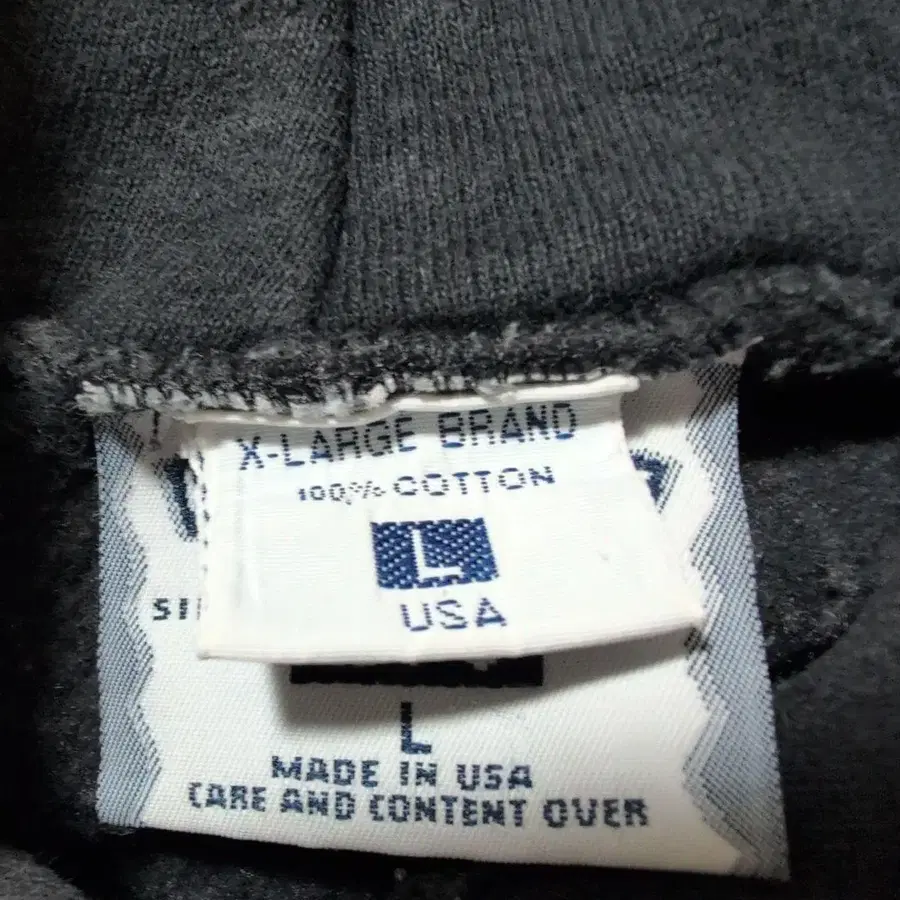 X-LARGE BRAND
100% COTTON
L
USA
L
MADE IN USA
CARE AND CONTENT OVER